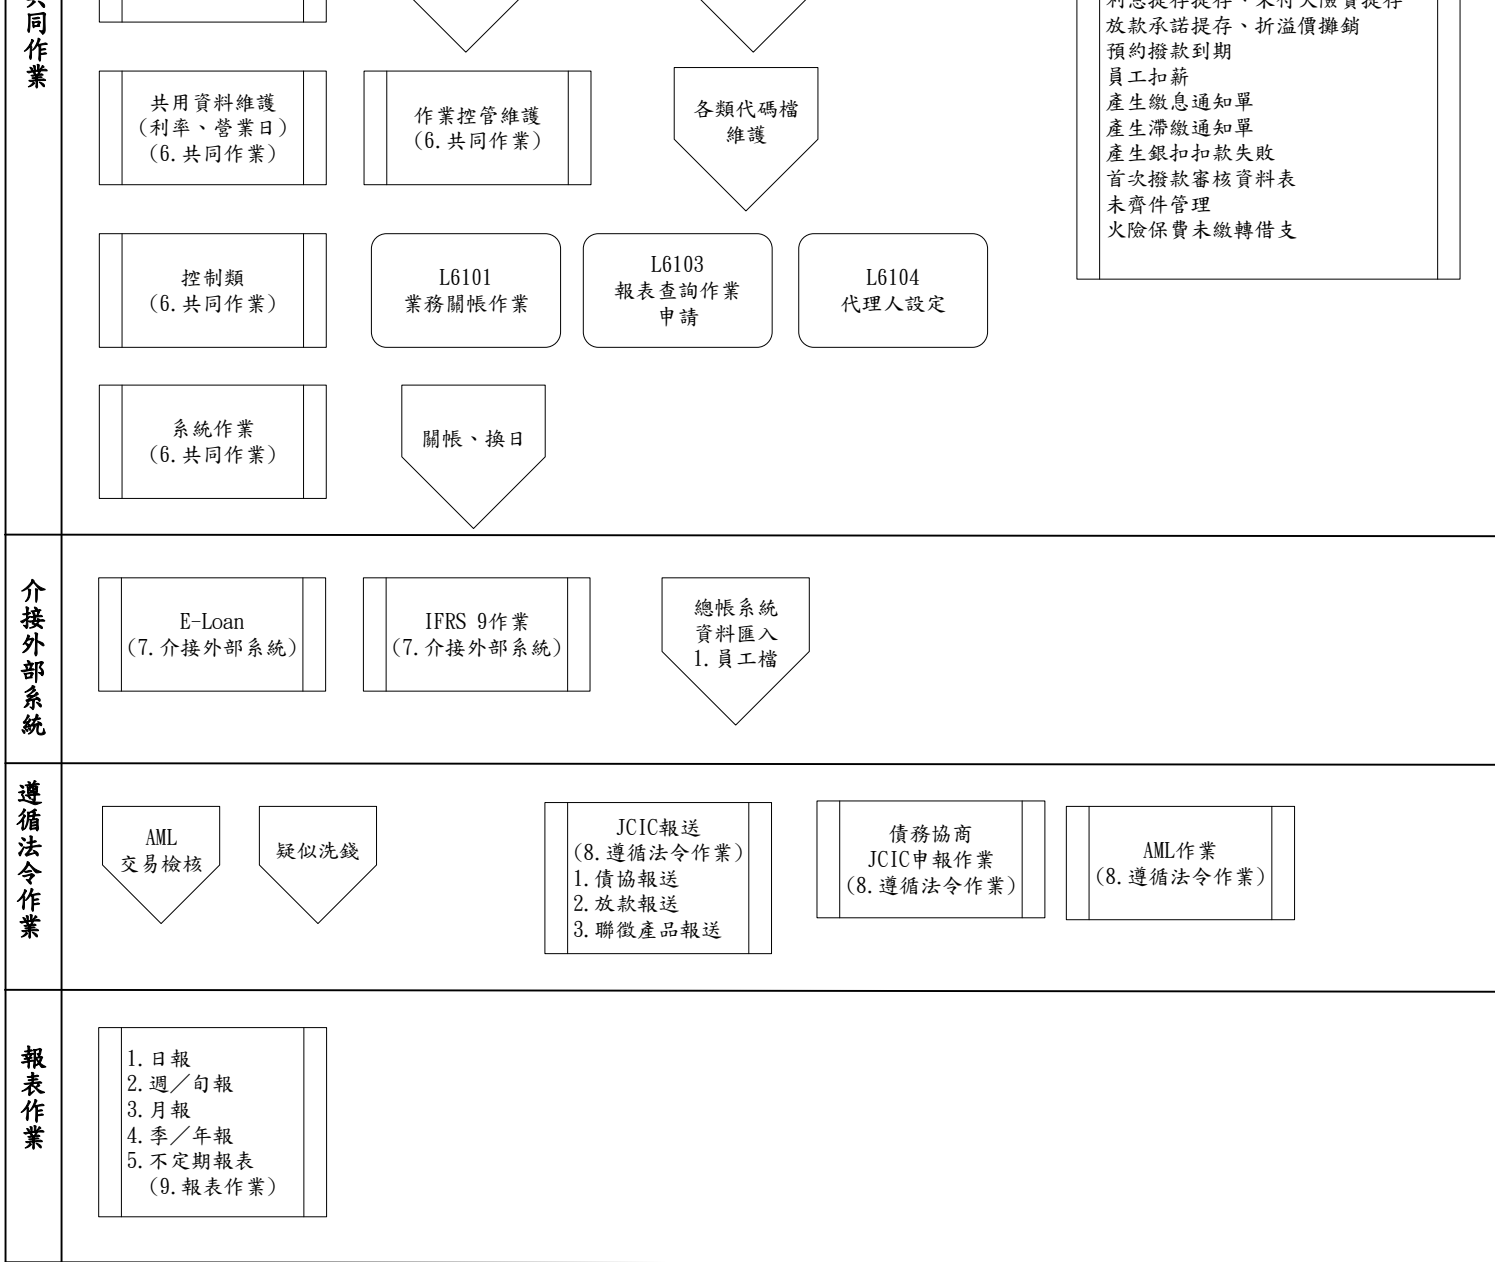 同作業
利息提存提存、未付火險費提存
放款承諾提存、折溢價攤銷
預約撥款到期
員工扣薪
產生繳息通知單
產生滯繳通知單
產生銀扣扣款失敗
首次撥款審核資料表
未齊件管理
火險保費未繳轉借支
共用資料維護
(利率、營業日)
(6.共同作業)
作業控管維護
(6.共同作業)
各類代碼檔
維護
控制類
(6.共同作業)
L6101
業務關帳作業
L6103
報表查詢作業
申請
L6104
代理人設定
系統作業
(6.共同作業)
關帳、換日
介接外部系統
E-Loan
(7.介接外部系統)
IFRS 9作業
(7.介接外部系統)
總帳系統
資料匯入
1.員工檔
遵循法令作業
AML
交易檢核
疑似洗錢
JCIC報送
(8.遵循法令作業)
1.債協報送
2.放款報送
3.聯徵產品報送
債務協商
JCIC申報作業
(8.遵循法令作業)
AML作業
(8.遵循法令作業)
報表作業
1.日報
2.週／旬報
3.月報
4.季／年報
5.不定期報表
(9.報表作業)